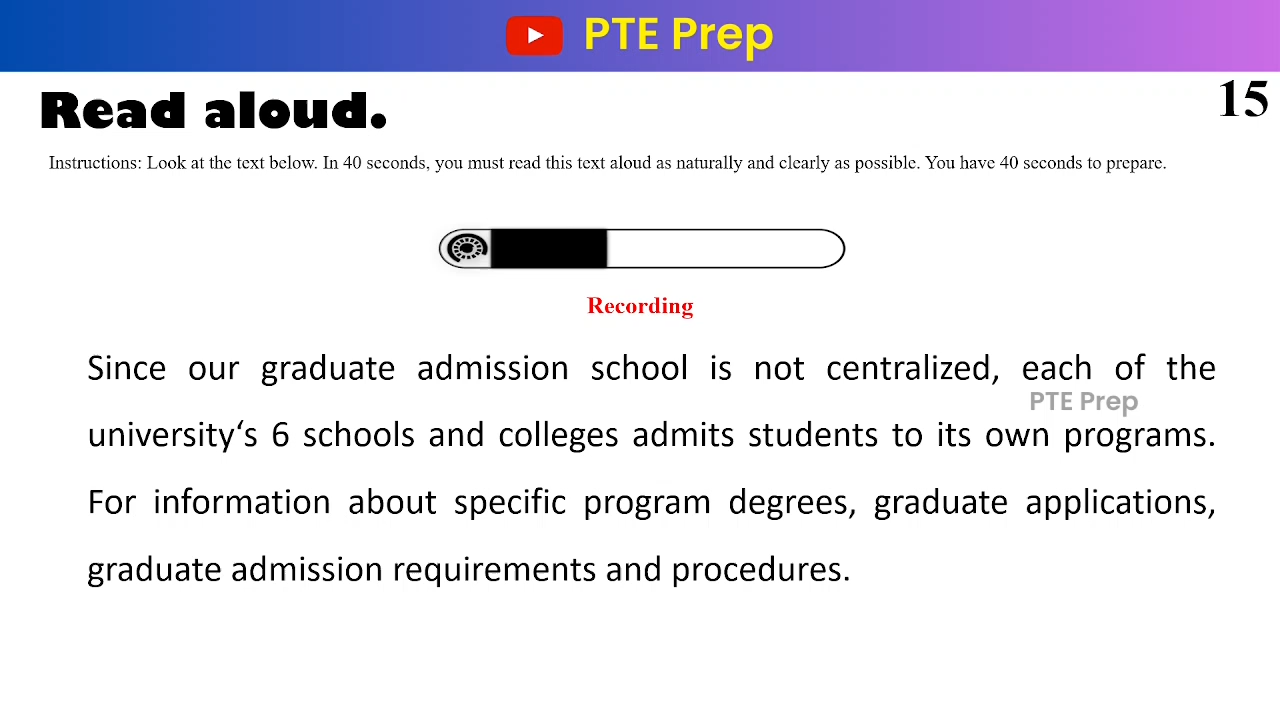 PTE Prep
Read aloud.
15
Instructions: Look at the text below. In 40 seconds, you must read this text aloud as naturally and clearly as possible. You have 40 seconds to prepare.
Recording
Since our graduate admission school is not centralized, each of the
PTE Prep
university‘s 6 schools and colleges admits students to its own programs.
For information about specific program degrees, graduate applications,
graduate admission requirements and procedures.